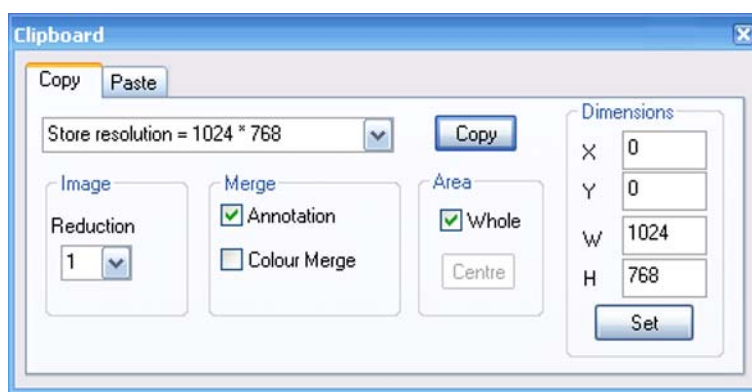 Clipboard
Copy
Paste
Store resolution = 1024 * 768
Copy
Image
Reduction
1
Merge
Annotation
Colour Merge
Area
Whole
Centre
Dimensions
X 0
Y 0
W 1024
H 768
Set